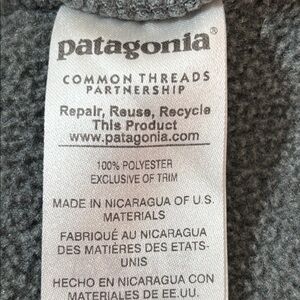 patagonia®
COMMON THREADS
PARTNERSHIP
Repair, Reuse, Recycle
This Product
www.patagonia.com
100% POLYESTER
EXCLUSIVE OF TRIM
MADE IN NICARAGUA OF U.S.
MATERIALS
FABRIQUÉ AU NICARAGUA
DES MATIÈRES DES ETATS-
UNIS
HECHO EN NICARAGUA CON
MATERIALES DE EE.UU.